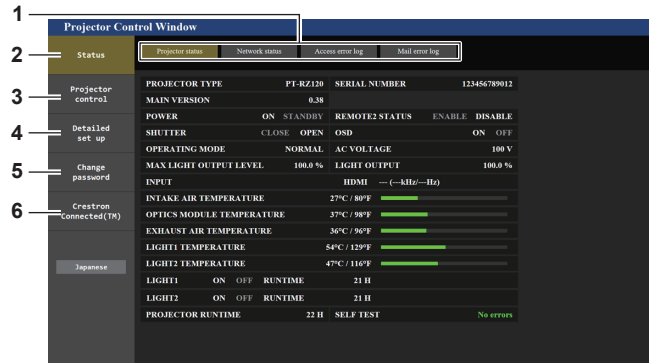 1
Projector Control Window
2
Status
Projector status Network status Access error log Mail error log
3
Projector
control
4
Detailed
set up
5
Change
password
6
Crestron
Connected(TM)
Japanese
PROJECTOR TYPE PT-RZ120 SERIAL NUMBER 123456789012
MAIN VERSION 0.38
POWER ON STANDBY REMOTE2 STATUS ENABLE DISABLE
SHUTTER CLOSE OPEN OSD ON OFF
OPERATING MODE NORMAL AC VOLTAGE 100 V
MAX LIGHT OUTPUT LEVEL 100.0 % LIGHT OUTPUT 100.0 %
INPUT HDMI --- (---kHz/---Hz)
INTAKE AIR TEMPERATURE 27°C / 80°F
OPTICS MODULE TEMPERATURE 37°C / 98°F
EXHAUST AIR TEMPERATURE 36°C / 96°F
LIGHT1 TEMPERATURE 54°C / 129°F
LIGHT2 TEMPERATURE 47°C / 116°F
LIGHT1 ON OFF RUNTIME 21 H
LIGHT2 ON OFF RUNTIME 21 H
PROJECTOR RUNTIME 22 H SELF TEST No errors